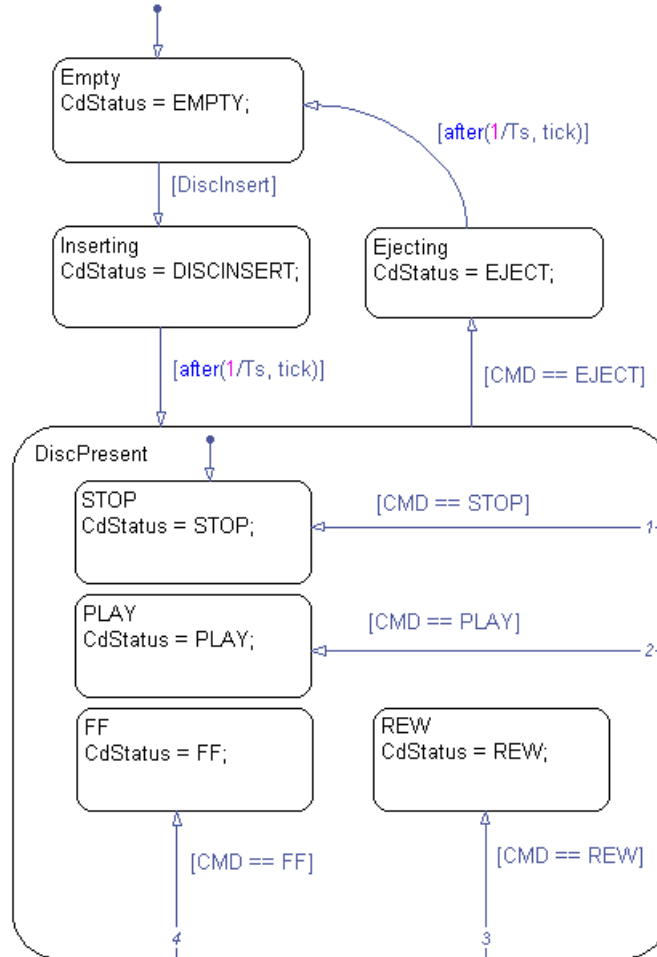 Empty
CdStatus = EMPTY;
[after(1/Ts, tick)]
[DiscInsert]
Inserting
CdStatus = DISCINSERT;
Ejecting
CdStatus = EJECT;
[after(1/Ts, tick)]
[CMD == EJECT]
DiscPresent
STOP
CdStatus = STOP;
[CMD == STOP]
1
PLAY
CdStatus = PLAY;
[CMD == PLAY]
2
FF
CdStatus = FF;
REW
CdStatus = REW;
[CMD == FF]
[CMD == REW]
4
3